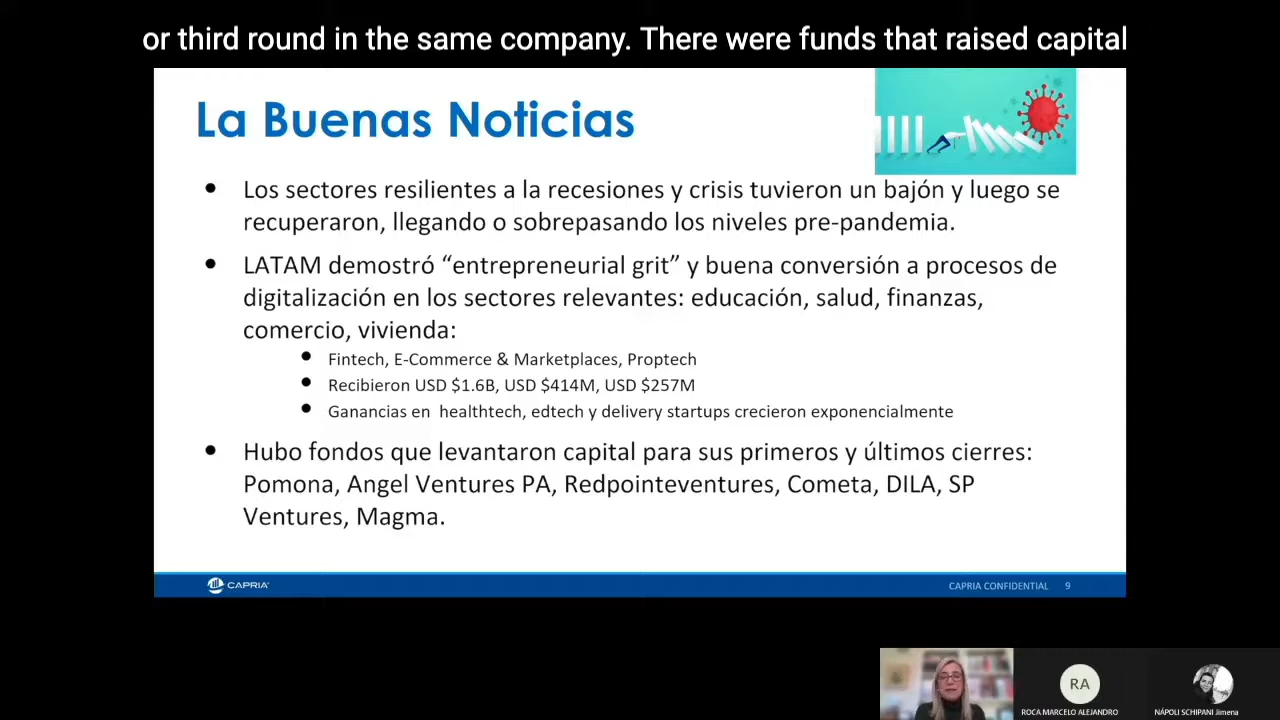 or third round in the same company. There were funds that raised capital
La Buenas Noticias
Los sectores resilientes a la recesiones y crisis tuvieron un bajón y luego se
recuperaron, llegando o sobrepasando los niveles pre-pandemia.
LATAM demostró “entrepreneurial grit” y buena conversión a procesos de
digitalización en los sectores relevantes: educación, salud, finanzas,
comercio, vivienda:
Fintech, E-Commerce & Marketplaces, Proptech
Recibieron USD $1.6B, USD $414M, USD $257M
Ganancias en healthtech, edtech y delivery startups crecieron exponencialmente
Hubo fondos que levantaron capital para sus primeros y últimos cierres:
Pomona, Angel Ventures PA, Redpointeventures, Cometa, DILA, SP
Ventures, Magma.
CAPRIA
CAPRIA CONFIDENTIAL 9
RA
ROCA MARCELO ALEJANDRO
NÁPOLI SCHIPANI Jimena